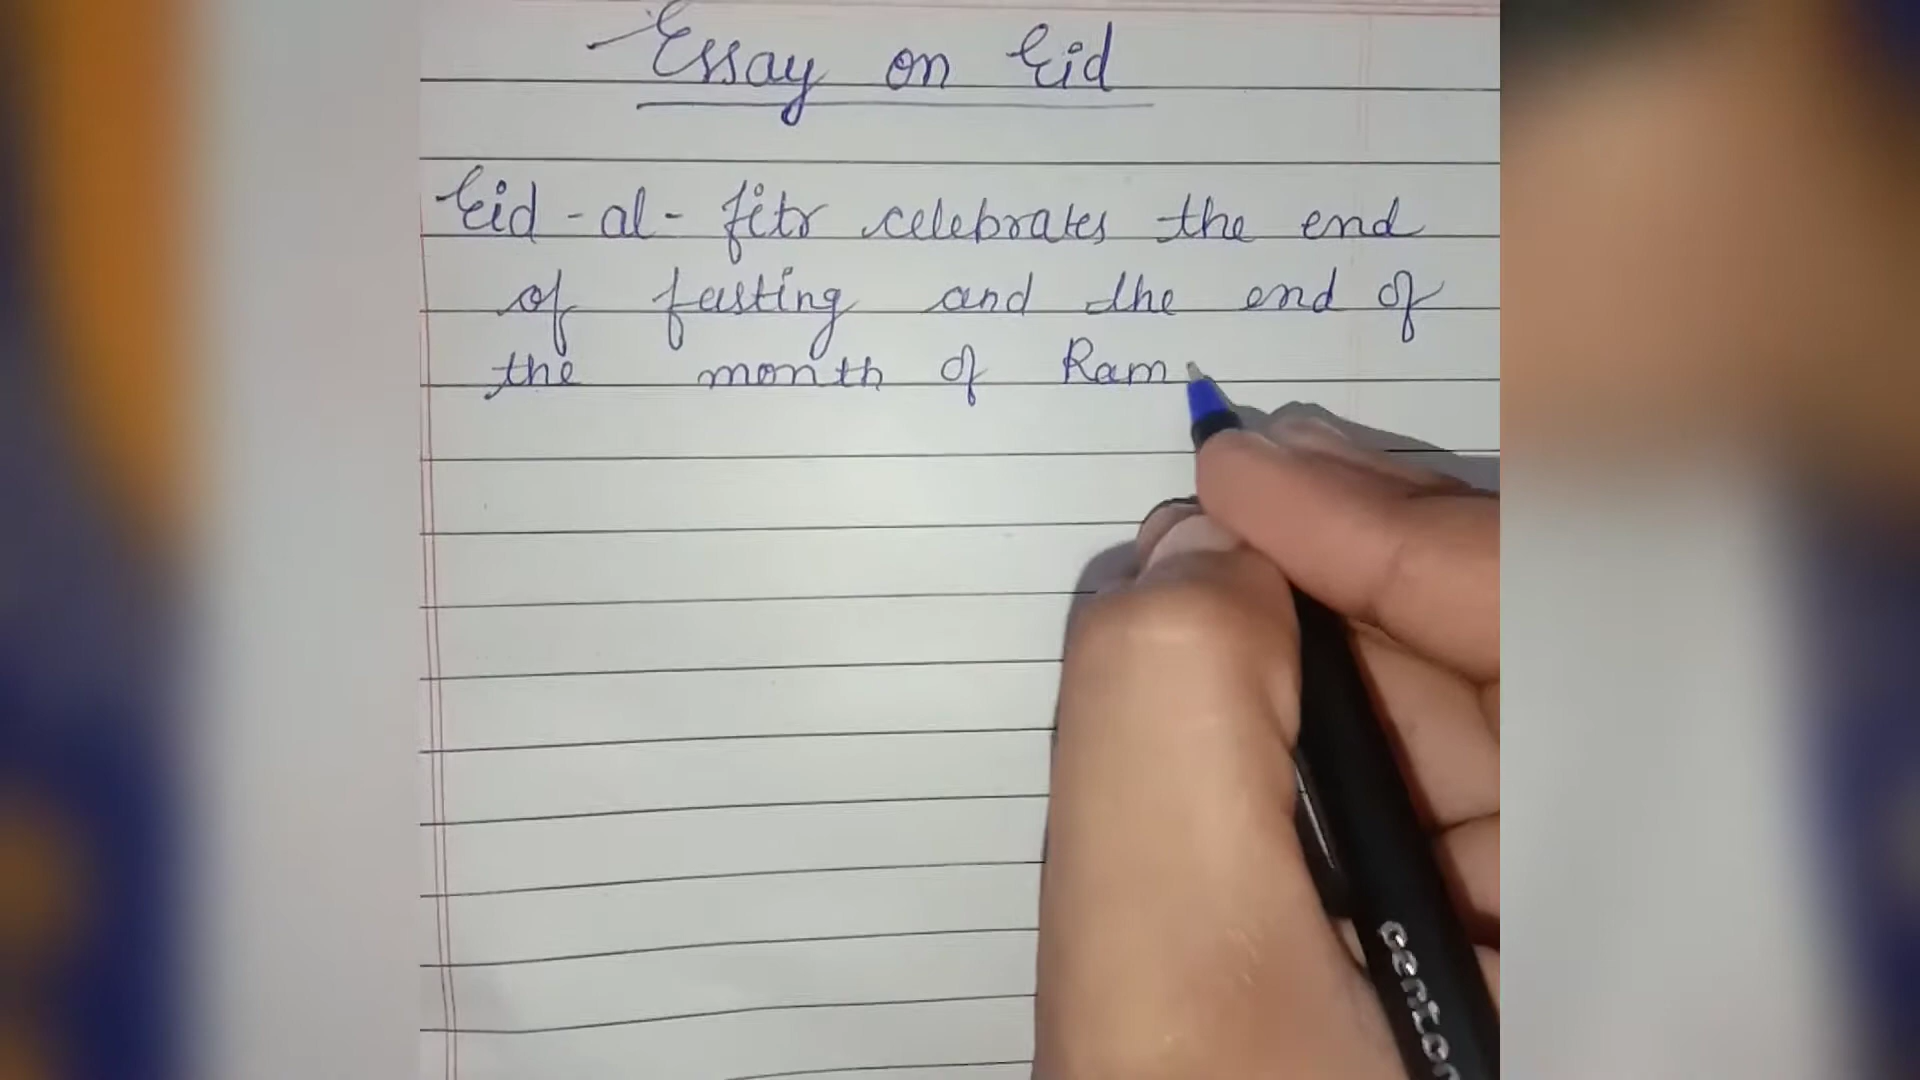 Essay on Eid
Eid-al-fitr celebrates the end
of fasting and the end of
the month of Ram
penton